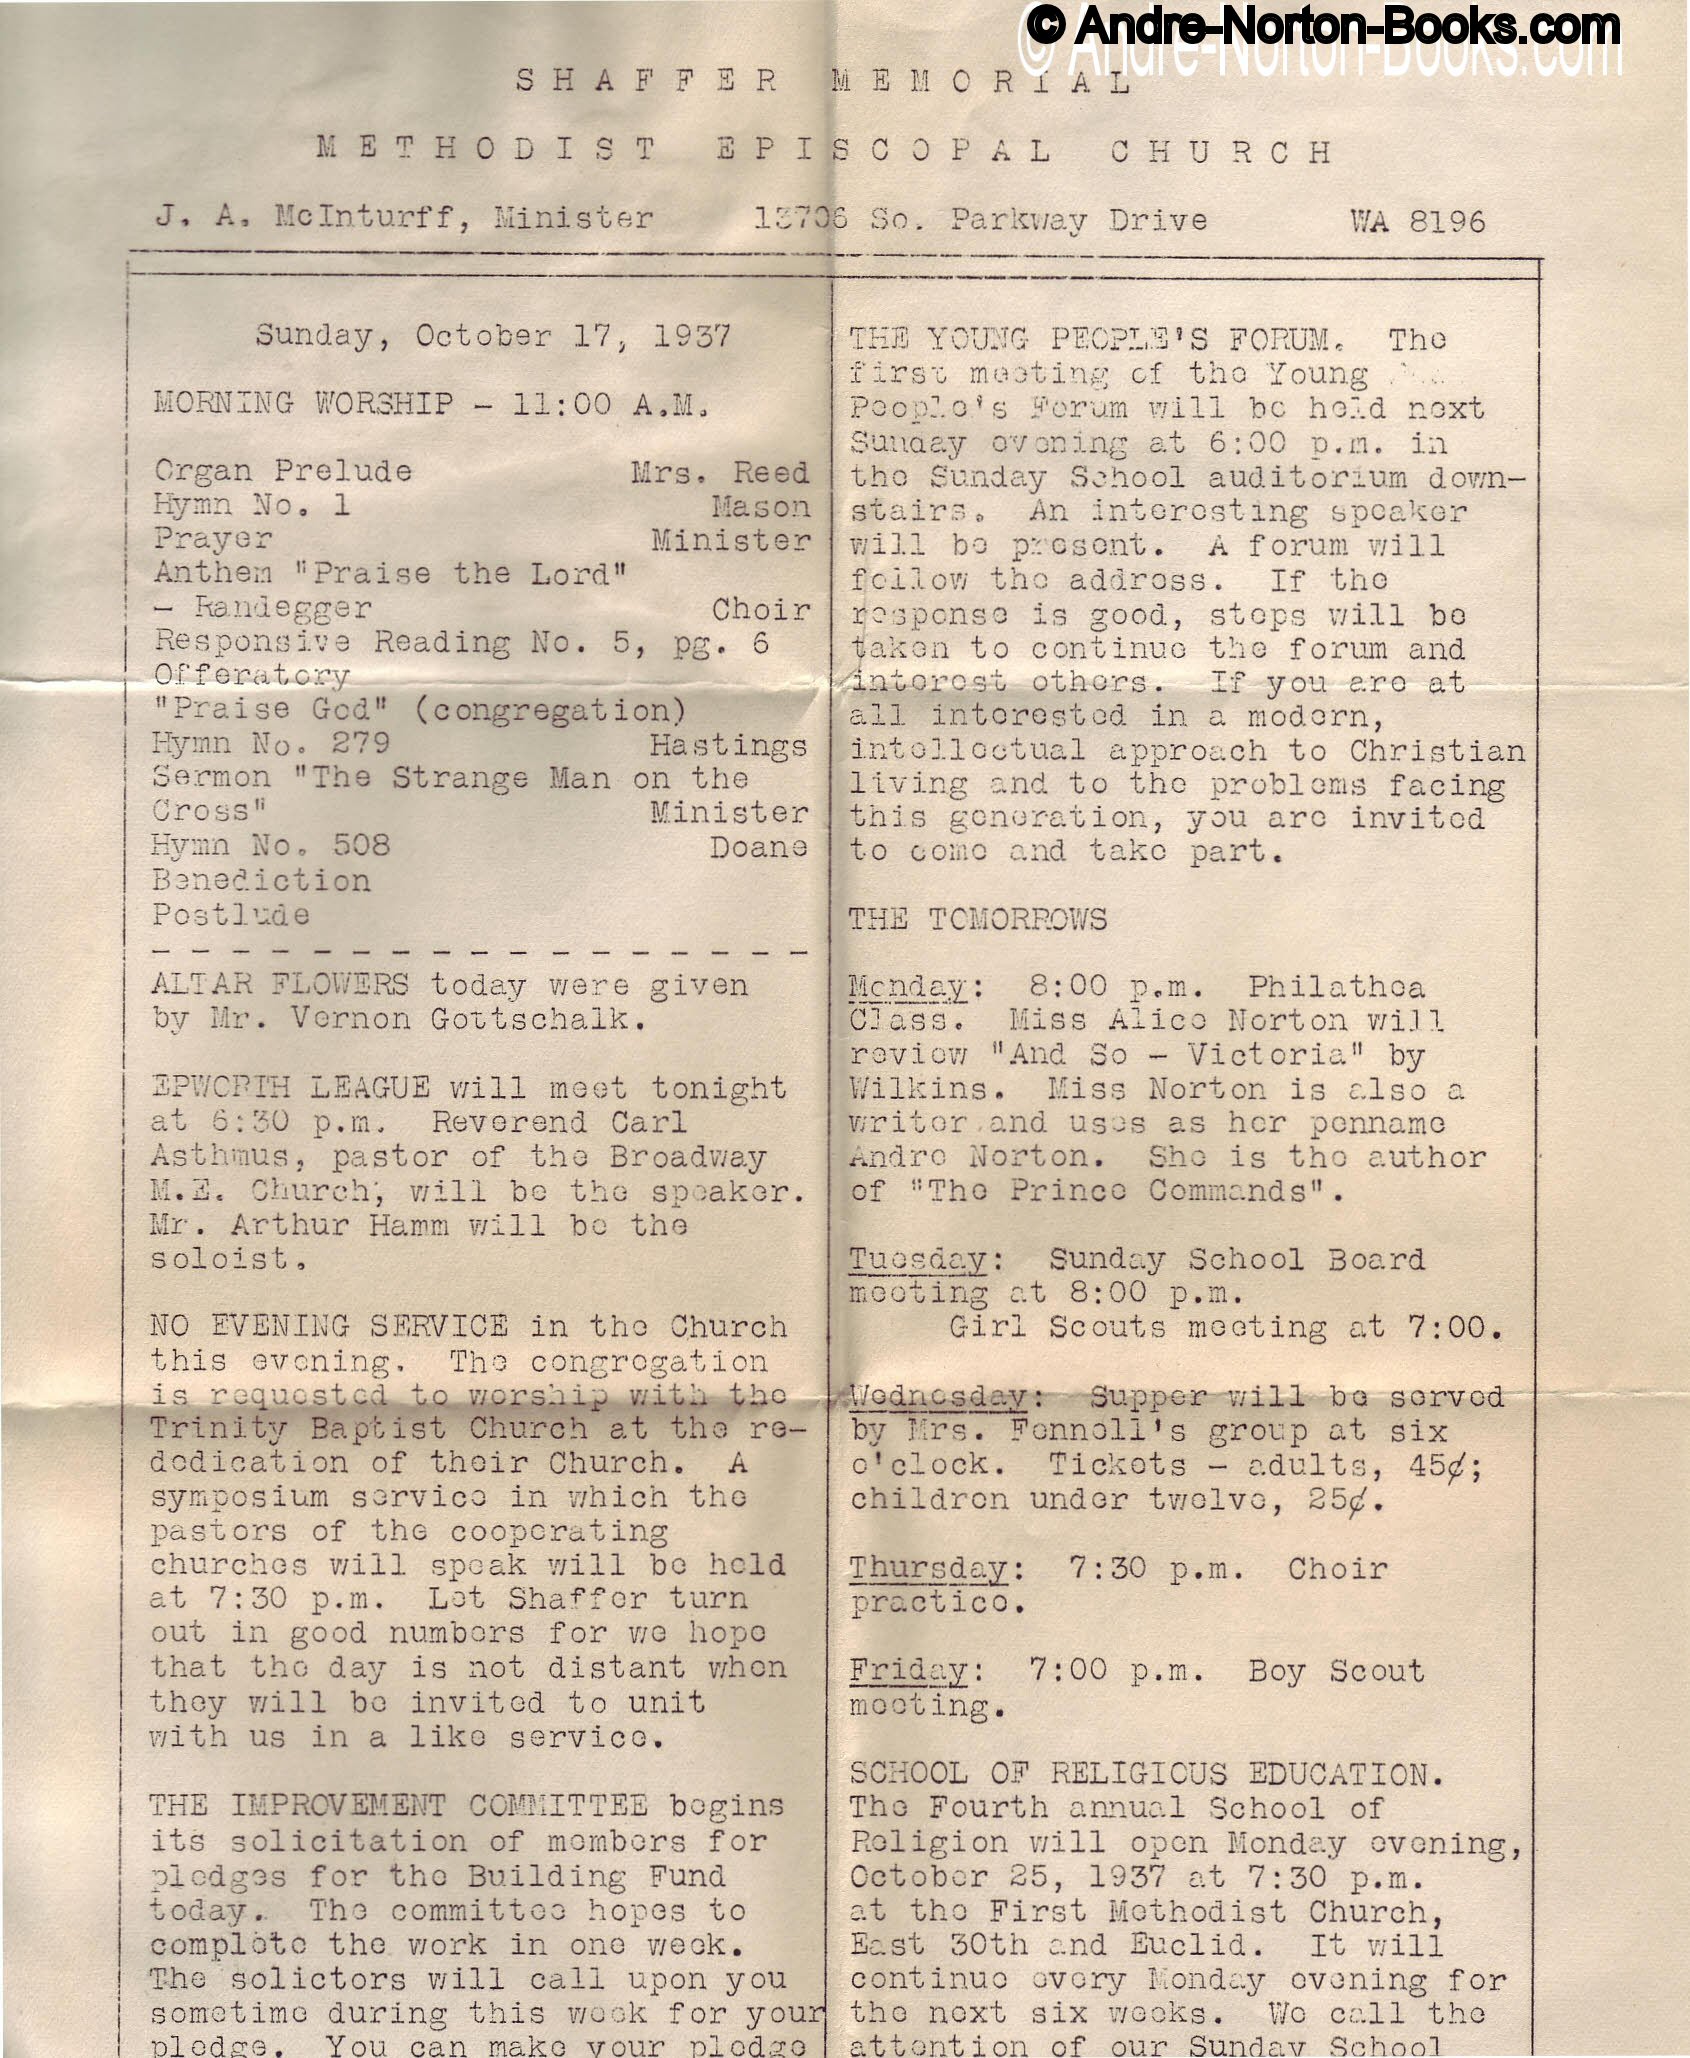 © Andre-Norton-Books.com
SHAFFER MEMORIAL
METHODIST EPISCOPAL CHURCH
J. A. McInturff, Minister 13706 So. Parkway Drive WA 8196
Sunday, October 17, 1937
MORNING WORSHIP - 11:00 A.M.
Organ Prelude Mrs. Reed
Hymn No. 1 Mason
Prayer Minister
Anthem "Praise the Lord"
- Randegger Choir
Responsive Reading No. 5, pg. 6
Offeratory
"Praise God" (congregation)
Hymn No. 279 Hastings
Sermon "The Strange Man on the
Cross" Minister
Hymn No. 508 Doane
Benediction
Postlude
- - - - - - - - - - - - - - - - -
ALTAR FLOWERS today were given
by Mr. Vernon Gottschalk.
EPWORTH LEAGUE will meet tonight
at 6:30 p.m. Reverend Carl
Asthmus, pastor of the Broadway
M.E. Church, will be the speaker.
Mr. Arthur Hamm will be the
soloist.
NO EVENING SERVICE in the Church
this evening. The congregation
is requested to worship with the
Trinity Baptist Church at the re-
dedication of their Church. A
symposium service in which the
pastors of the cooperating
churches will speak will be held
at 7:30 p.m. Let Shaffer turn
out in good numbers for we hope
that the day is not distant when
they will be invited to unit
with us in a like service.
THE IMPROVEMENT COMMITTEE begins
its solicitation of members for
pledges for the Building Fund
today. The committee hopes to
complete the work in one week.
The solictors will call upon you
sometime during this week for your
pledge. You can make your pledge
THE YOUNG PEOPLE'S FORUM. The
first meeting of the Young
People's Forum will be held next
Sunday evening at 6:00 p.m. in
the Sunday School auditorium down-
stairs. An interesting speaker
will be present. A forum will
follow the address. If the
response is good, steps will be
taken to continue the forum and
interest others. If you are at
all interested in a modern,
intellectual approach to Christian
living and to the problems facing
this generation, you are invited
to come and take part.
THE TOMORROWS
Monday: 8:00 p.m. Philathea
Class. Miss Alice Norton will
review "And So - Victoria" by
Wilkins. Miss Norton is also a
writer and uses as her penname
Andre Norton. She is the author
of "The Prince Commands".
Tuesday: Sunday School Board
meeting at 8:00 p.m.
Girl Scouts meeting at 7:00.
Wednesday: Supper will be served
by Mrs. Fennell's group at six
o'clock. Tickets - adults, 45¢;
children under twelve, 25¢.
Thursday: 7:30 p.m. Choir
practice.
Friday: 7:00 p.m. Boy Scout
meeting.
SCHOOL OF RELIGIOUS EDUCATION.
The Fourth annual School of
Religion will open Monday evening,
October 25, 1937 at 7:30 p.m.
at the First Methodist Church,
East 30th and Euclid. It will
continue every Monday evening for
the next six weeks. We call the
attention of our Sunday School